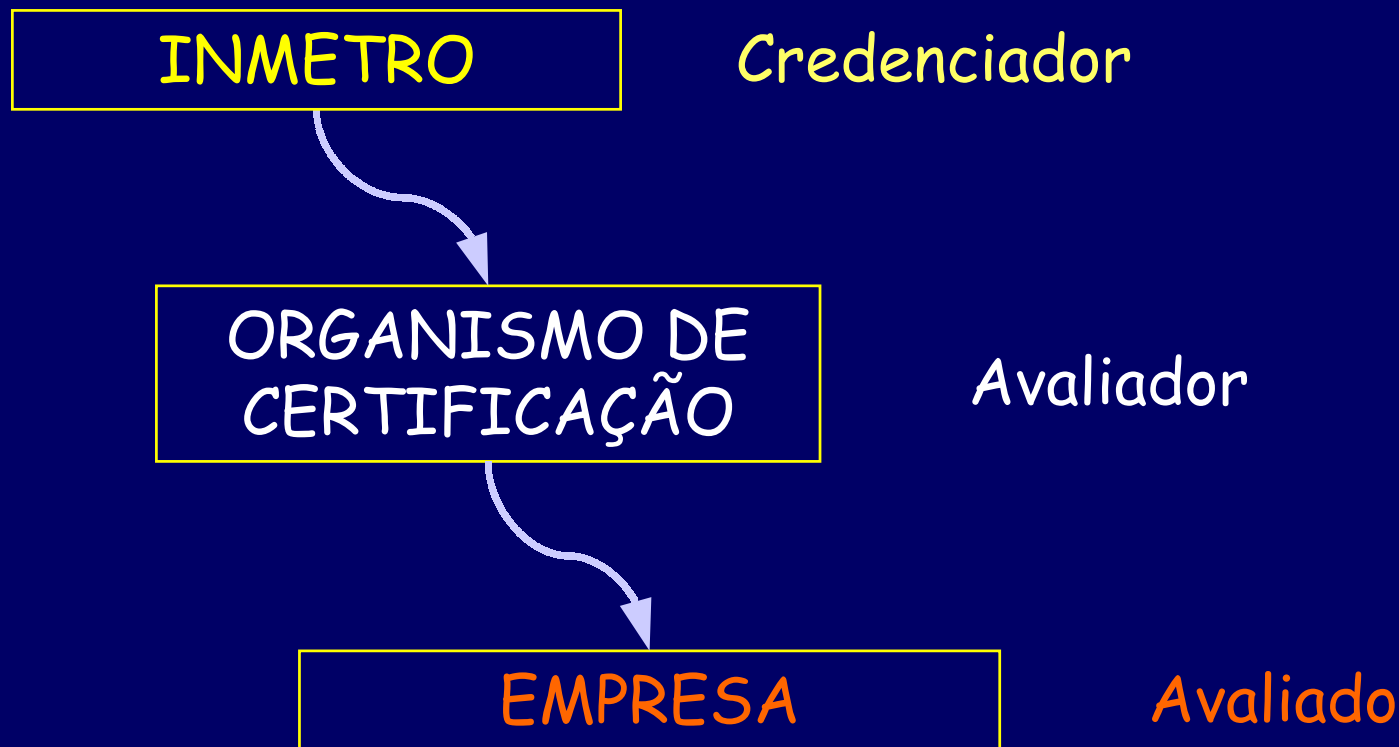 INMETRO
Credenciador
ORGANISMO DE
CERTIFICAÇÃO
Avaliador
EMPRESA
Avaliado